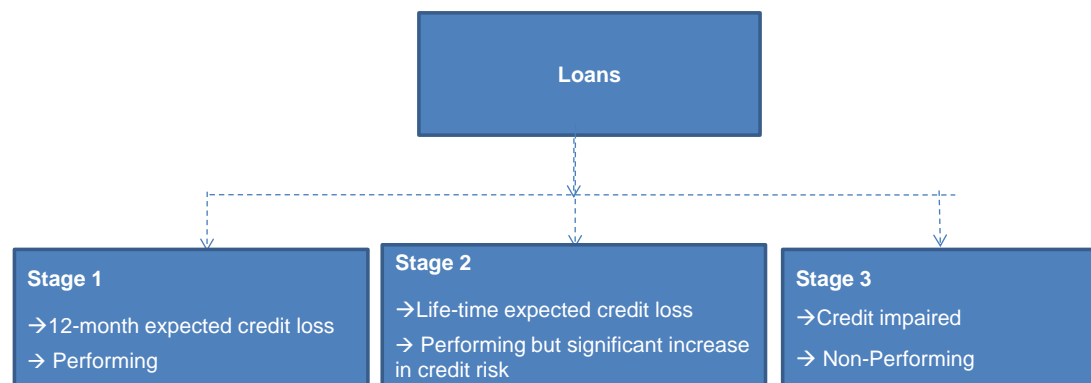 Loans
Stage 1
→12-month expected credit loss
→ Performing
Stage 2
→Life-time expected credit loss
→ Performing but significant increase
in credit risk
Stage 3
→Credit impaired
→ Non-Performing